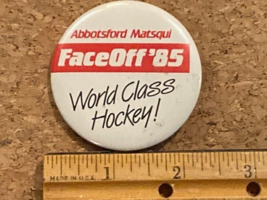 Abbotsford Matsqui
FaceOff '85
World Class
Hockey!
MADE IN U.S.A.
1 2 3